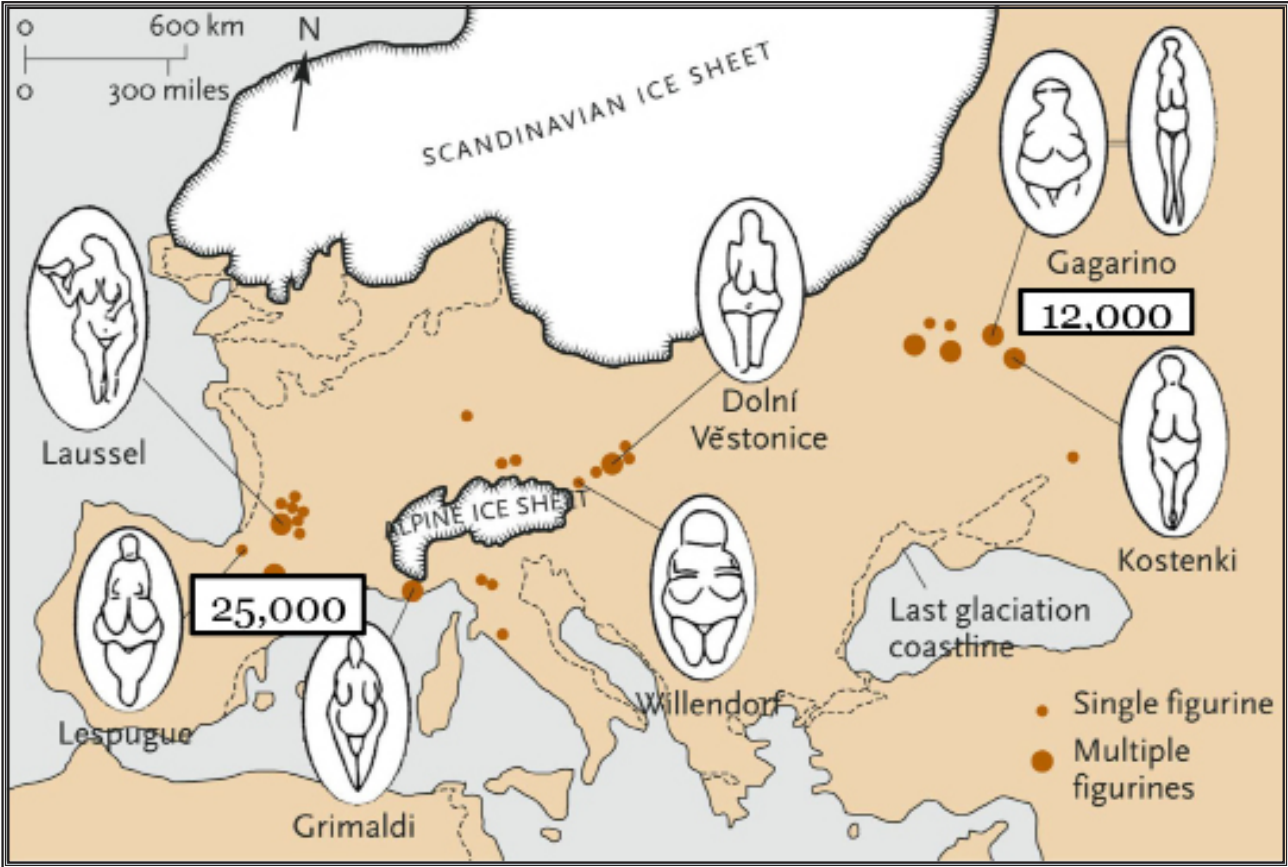 0 600 km
0 300 miles
N
SCANDINAVIAN ICE SHEET
Gagarino
12,000
Dolní
Věstonice
Laussel
ALPINE ICE SHEET
Kostenki
25,000
Last glaciation
coastline
Willendorf
Lespugue
Grimaldi
Single figurine
Multiple
figurines